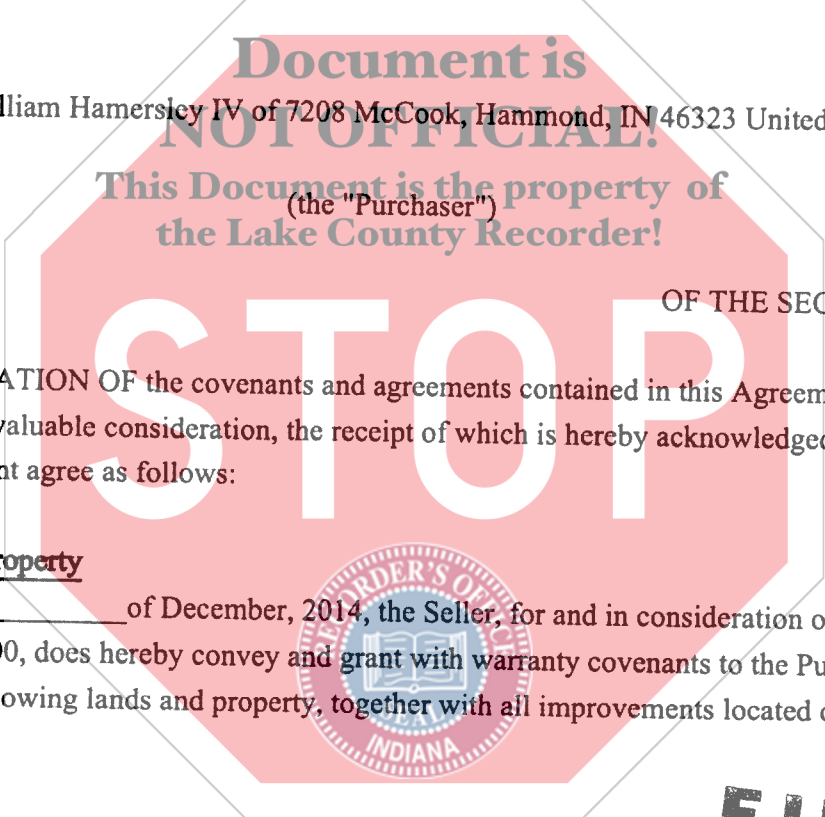 Document is
lliam Hamersley IV of 7208 McCook, Hammond, IN 46323 United
NOT OFFICIAL!
This Document is the property of
(the "Purchaser")
the Lake County Recorder!
OF THE SEC
STOP
ATION OF the covenants and agreements contained in this Agreem
valuable consideration, the receipt of which is hereby acknowledged
nt agree as follows:
roperty
of December, 2014, the Seller, for and in consideration o
00, does hereby convey and grant with warranty covenants to the Pu
owing lands and property, together with all improvements located o
RDER'S OF
SEAL
INDIANA